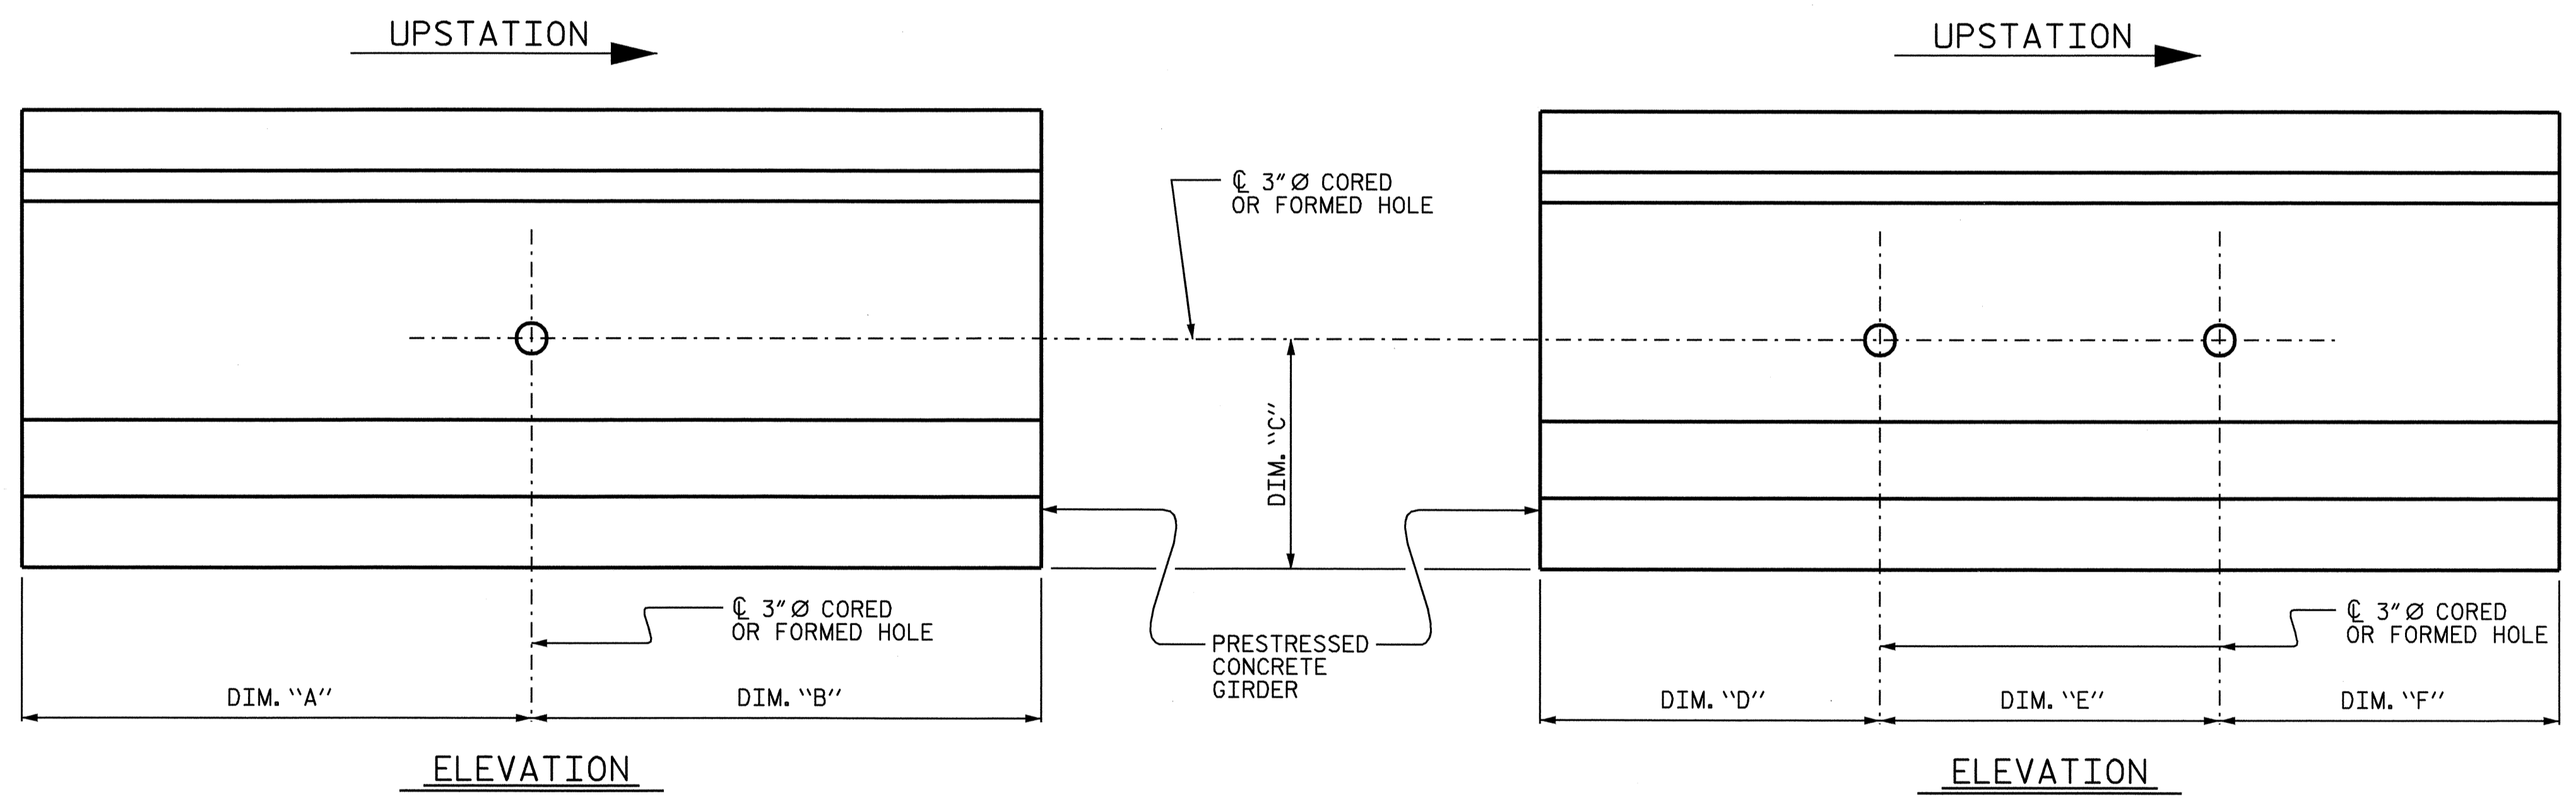 UPSTATION
UPSTATION
℄ 3"Ø CORED
OR FORMED HOLE
DIM. "C"
℄ 3"Ø CORED
OR FORMED HOLE
PRESTRESSED
CONCRETE
GIRDER
℄ 3"Ø CORED
OR FORMED HOLE
DIM. "A"
DIM. "B"
DIM. "D"
DIM. "E"
DIM. "F"
ELEVATION
ELEVATION